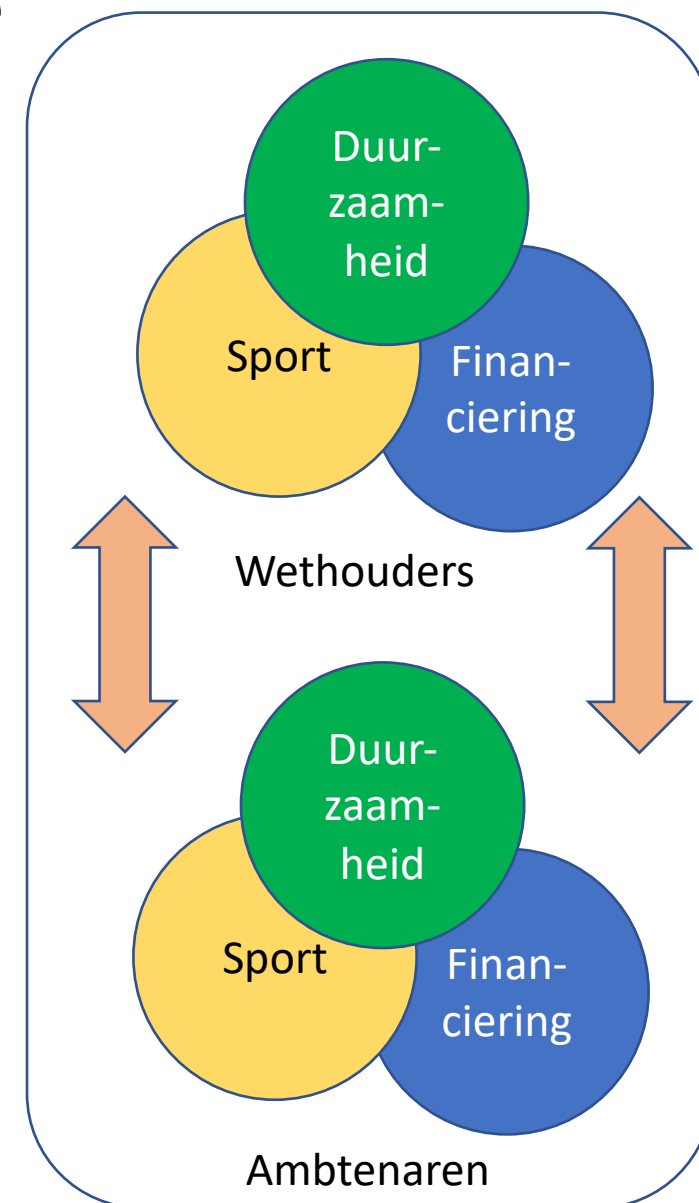 Duur-
zaam-
heid
Sport
Finan-
ciering
Wethouders
Duur-
zaam-
heid
Sport
Finan-
ciering
Ambtenaren